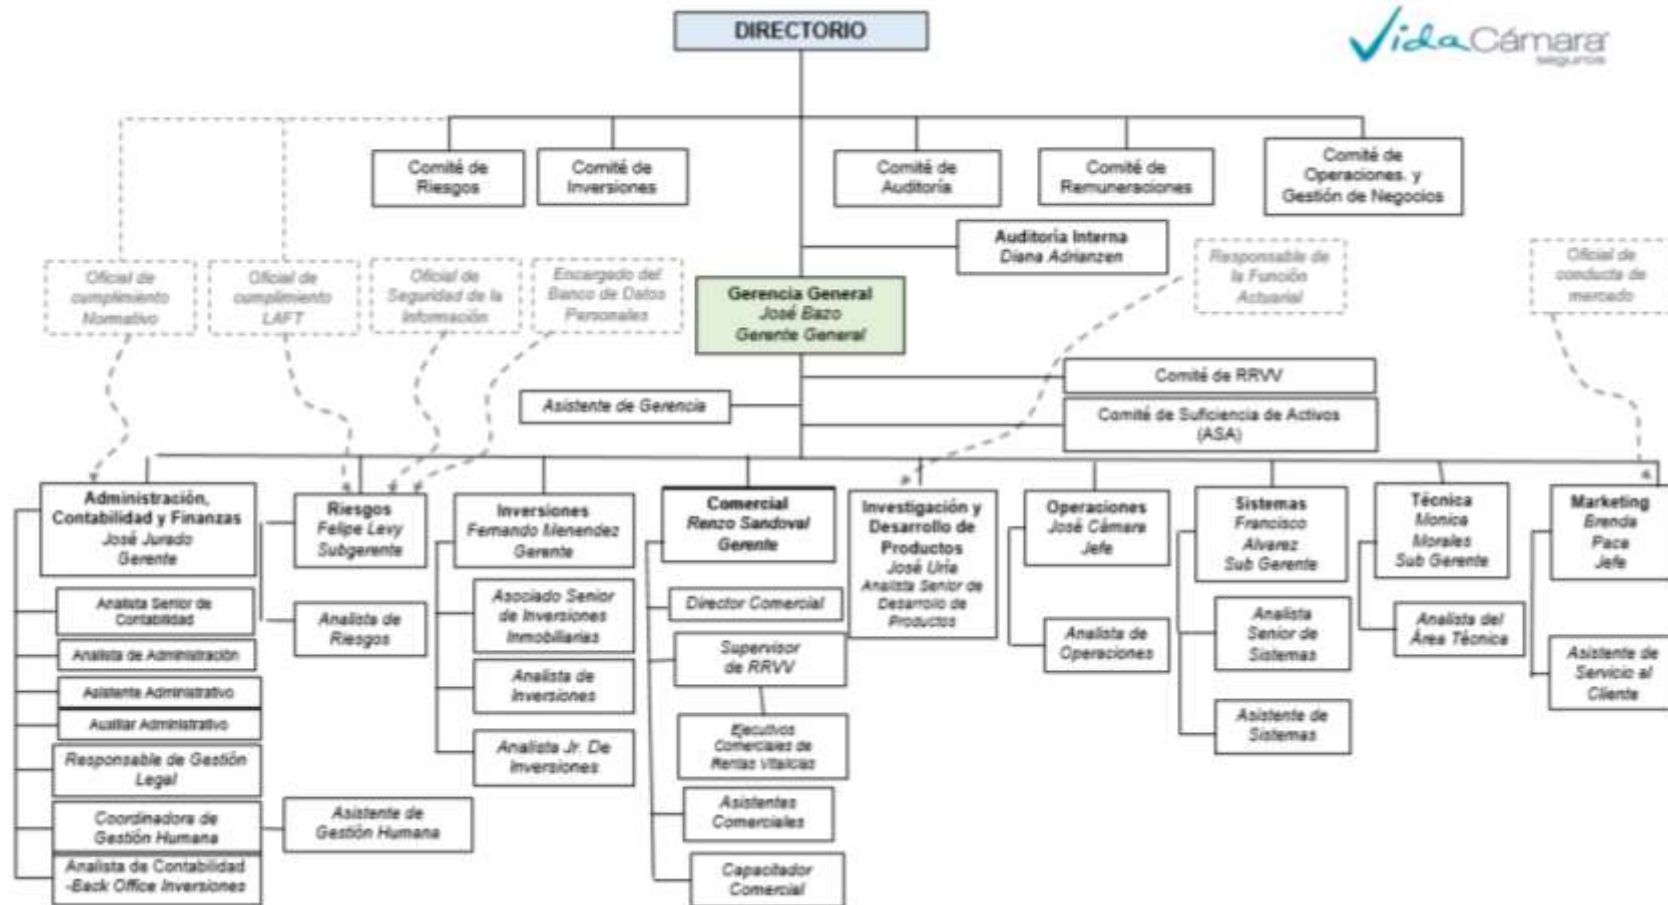 DIRECTORIO
Vida Cámara
seguros
Comité de
Riesgos
Comité de
Inversiones
Comité de
Auditoría
Comité de
Remuneraciones
Comité de
Operaciones. y
Gestión de Negocios
Auditoría Interna
Diana Adrianzen
Oficial de
cumplimiento
Normativo
Oficial de
cumplimiento
LAFT
Oficial de
Seguridad de la
Información
Encargado del
Banco de Datos
Personales
Gerencia General
José Bazo
Gerente General
Responsable de
la Función
Actuarial
Oficial de
conducta de
mercado
Comité de RRVV
Asistente de Gerencia
Comité de Suficiencia de Activos
(ASA)
Administración,
Contabilidad y Finanzas
José Jurado
Gerente
Analista Senior de
Contabilidad
Analista de Administración
Asistente Administrativo
Auxiliar Administrativo
Responsable de Gestión
Legal
Coordinadora de
Gestión Humana
Asistente de
Gestión Humana
Analista de Contabilidad
-Back Office Inversiones
Riesgos
Felipe Levy
Subgerente
Analista de
Riesgos
Inversiones
Fernando Menendez
Gerente
Asociado Senior
de Inversiones
Inmobiliarias
Analista de
Inversiones
Analista Jr. De
Inversiones
Comercial
Renzo Sandoval
Gerente
Director Comercial
Supervisor
de RRVV
Ejecutivos
Comerciales de
Rentas Vitalicias
Asistentes
Comerciales
Capacitador
Comercial
Investigación y
Desarrollo de
Productos
José Uría
Analista Senior de
Desarrollo de
Productos
Operaciones
José Cámara
Jefe
Analista de
Operaciones
Sistemas
Francisco
Alvarez
Sub Gerente
Analista
Senior de
Sistemas
Asistente de
Sistemas
Técnica
Monica
Morales
Sub Gerente
Analista del
Área Técnica
Marketing
Brenda
Pace
Jefe
Asistente de
Servicio al
Cliente